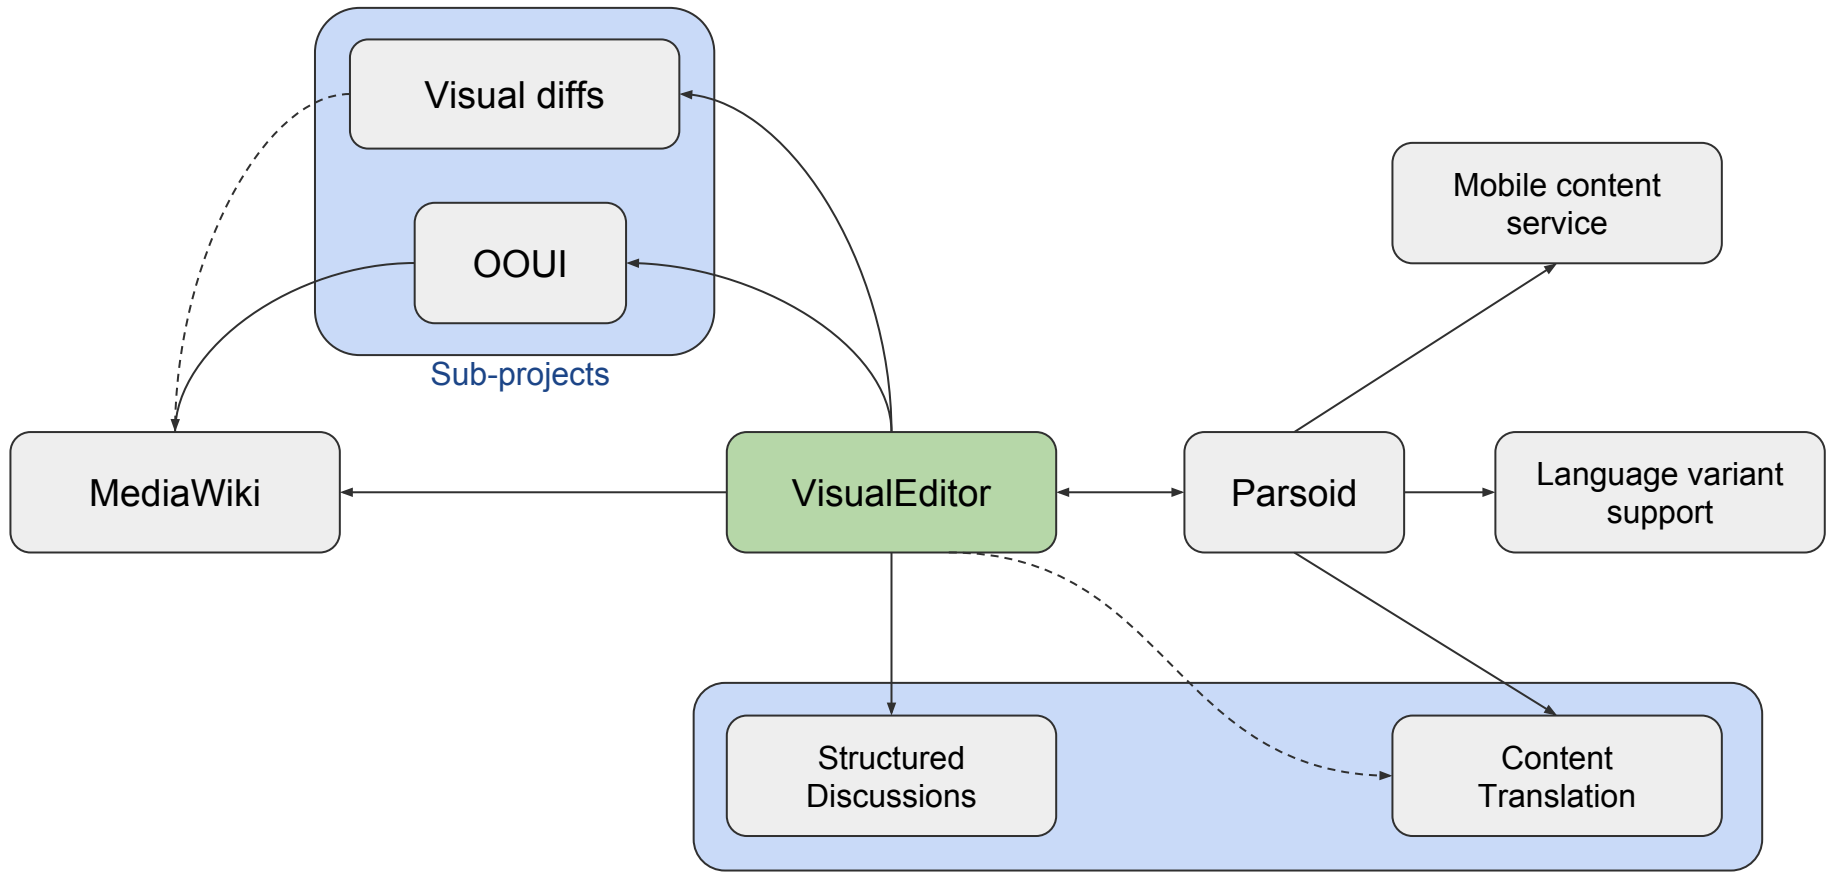 Visual diffs
OOUI
Sub-projects
Mobile content
service
MediaWiki
VisualEditor
Parsoid
Language variant
support
Structured
Discussions
Content
Translation